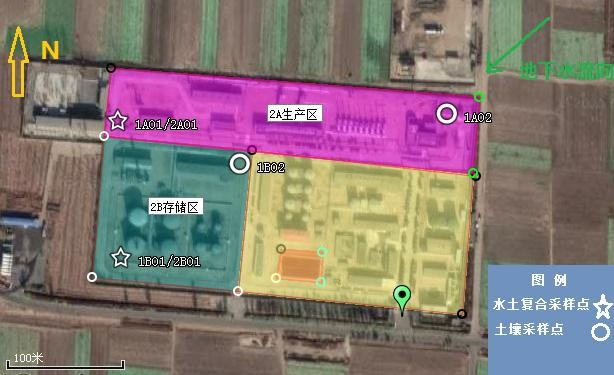 N
地下水流向
1A01/2A01
2A生产区
1A02
1B02
2B存储区
1B01/2B01
图 例
水土复合采样点
土壤采样点
100米